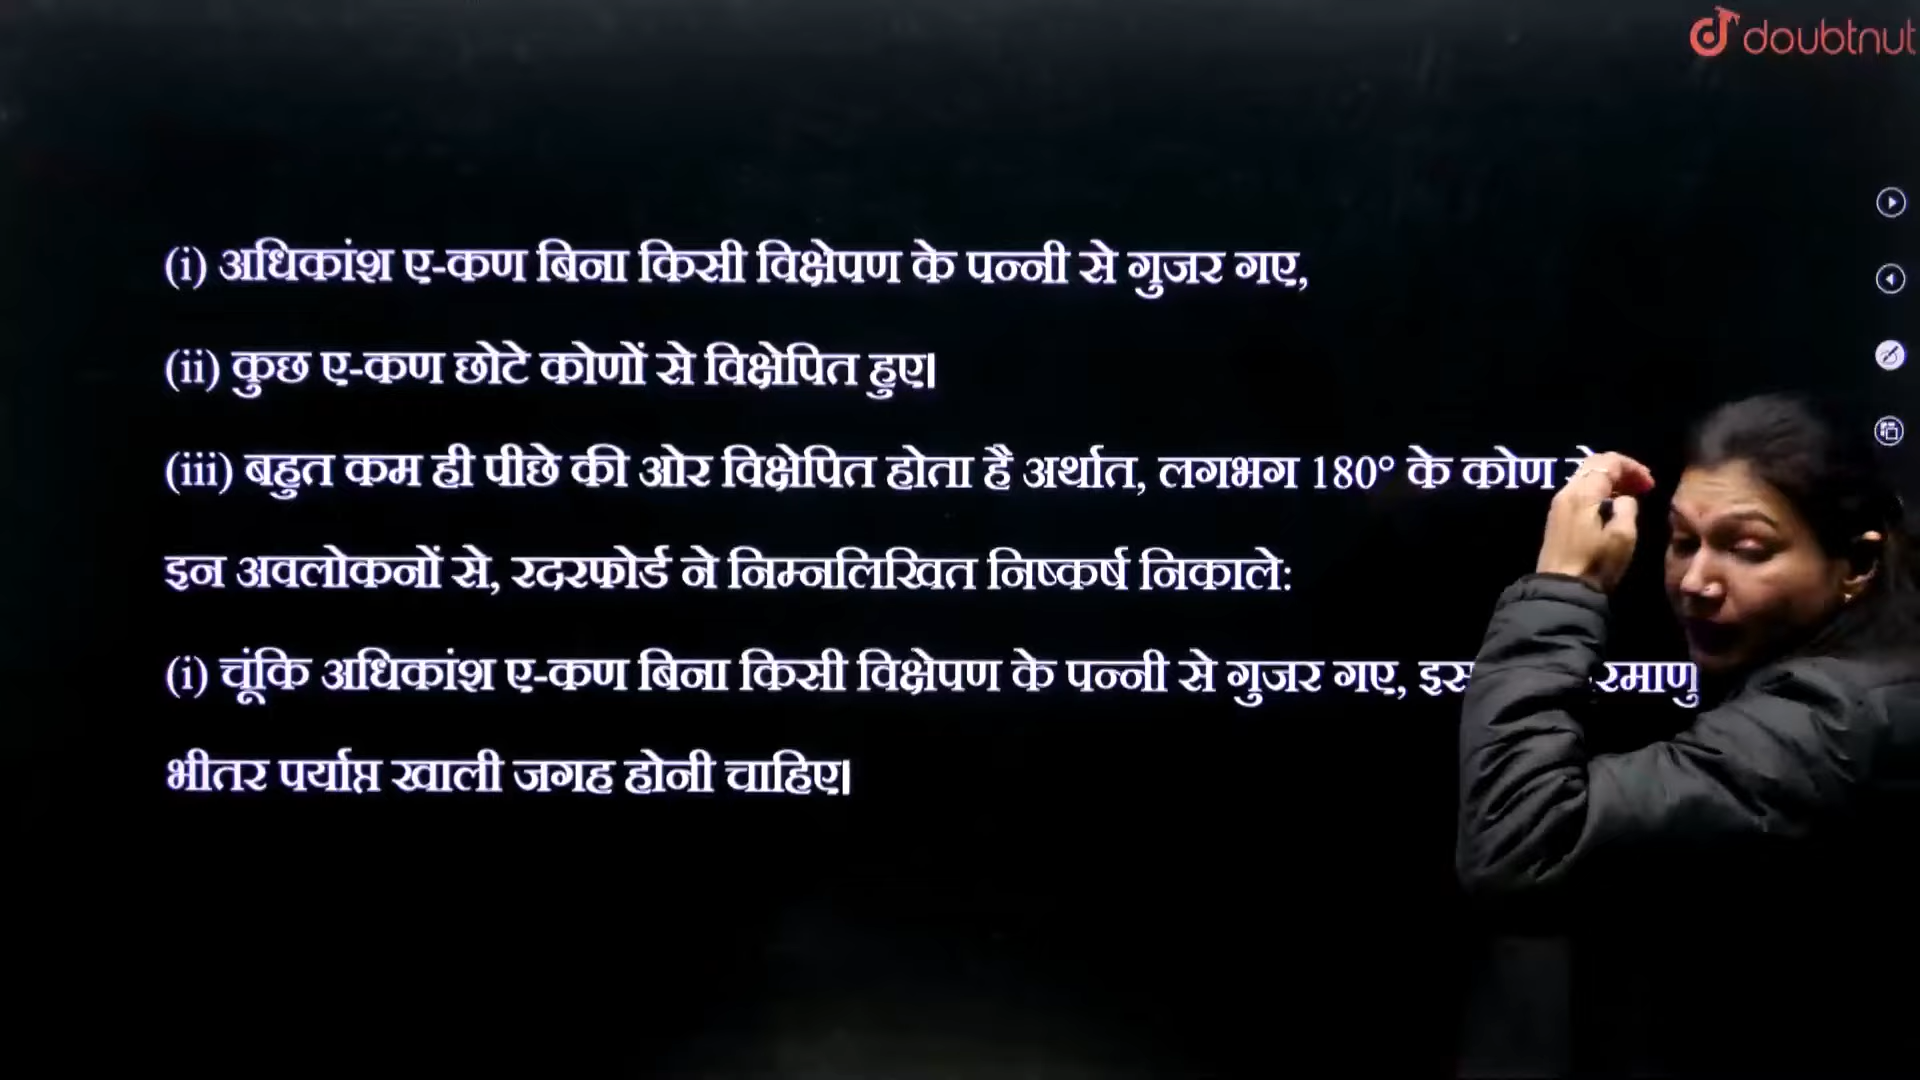 doubtnut
(i) अधिकांश ए-कण बिना किसी विक्षेपण के पन्नी से गुजर गए,
(ii) कुछ ए-कण छोटे कोणों से विक्षेपित हुए।
(iii) बहुत कम ही पीछे की ओर विक्षेपित होता है अर्थात, लगभग 180° के कोण
इन अवलोकनों से, रदरफोर्ड ने निम्नलिखित निष्कर्ष निकाले:
(i) चूंकि अधिकांश ए-कण बिना किसी विक्षेपण के पन्नी से गुजर गए,
भीतर पर्याप्त खाली जगह होनी चाहिए।